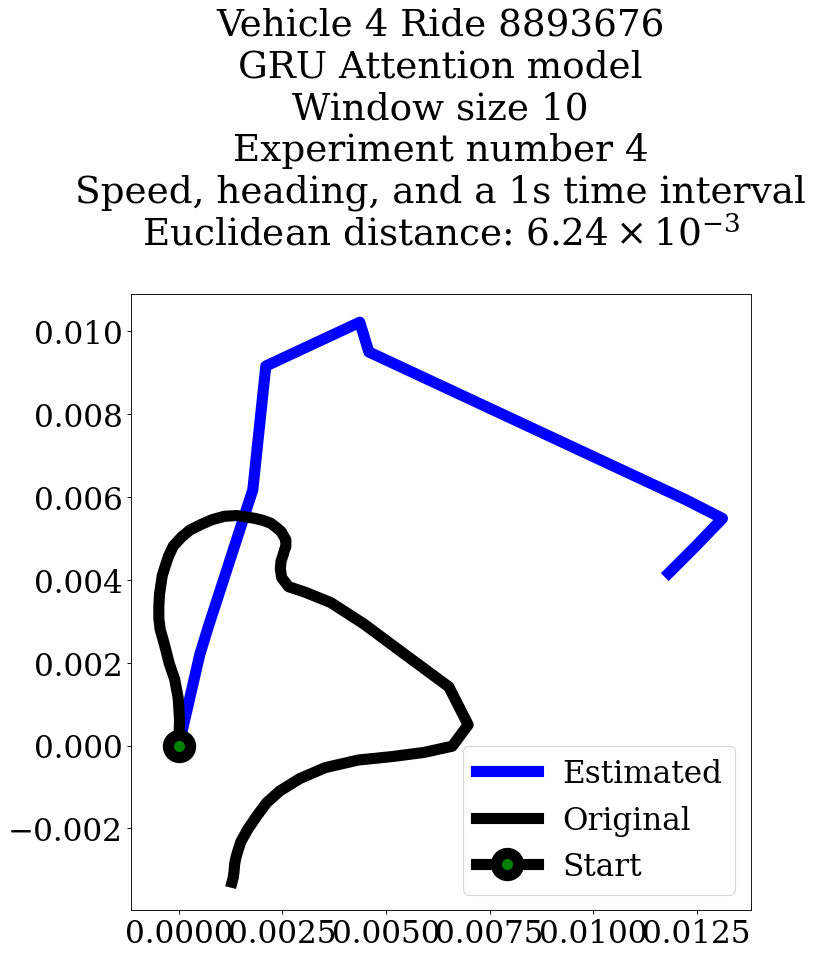 Vehicle 4 Ride 8893676
GRU Attention model
Window size 10
Experiment number 4
Speed, heading, and a 1s time interval
Euclidean distance: 6.24 × 10⁻³
0.010
0.008
0.006
0.004
0.002
0.000
−0.002
Estimated
Original
Start
0.0000 0.0025 0.0050 0.0075 0.0100 0.0125